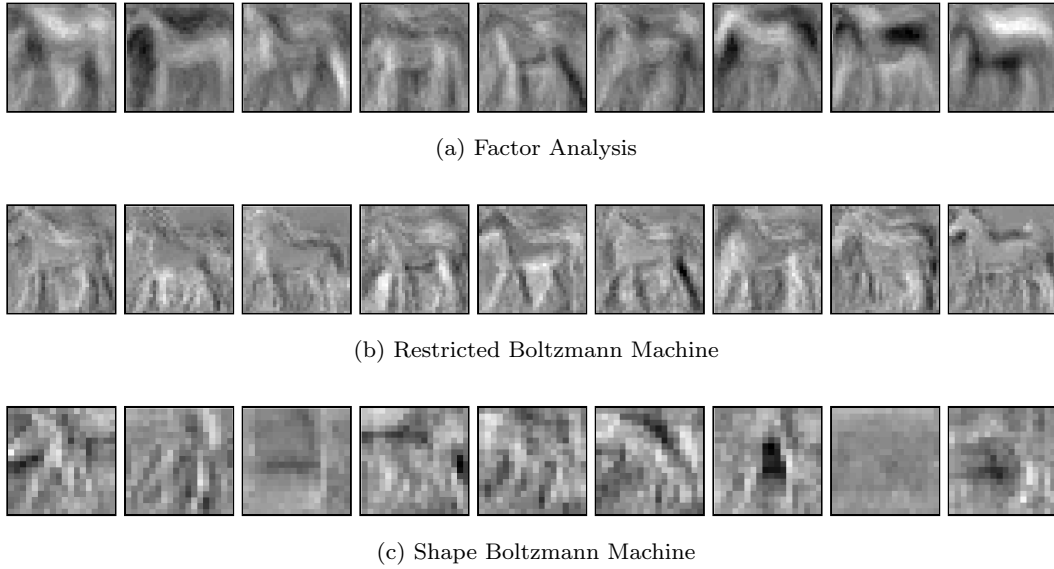 (a) Factor Analysis
(b) Restricted Boltzmann Machine
(c) Shape Boltzmann Machine